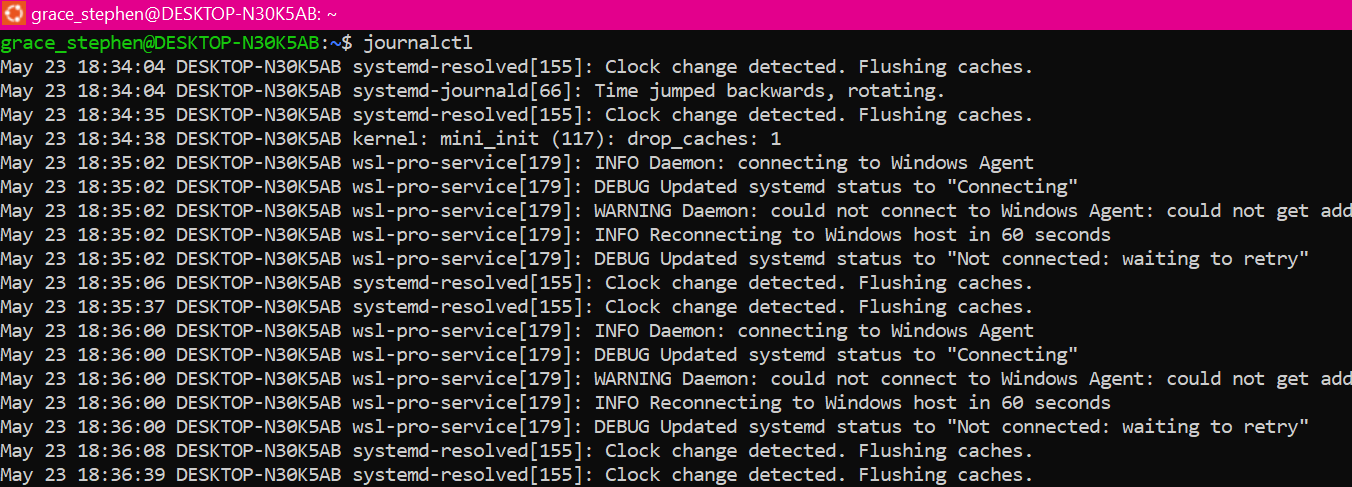 grace_stephen@DESKTOP-N30K5AB: ~
grace_stephen@DESKTOP-N30K5AB:~$ journalctl
May 23 18:34:04 DESKTOP-N30K5AB systemd-resolved[155]: Clock change detected. Flushing caches.
May 23 18:34:04 DESKTOP-N30K5AB systemd-journald[66]: Time jumped backwards, rotating.
May 23 18:34:35 DESKTOP-N30K5AB systemd-resolved[155]: Clock change detected. Flushing caches.
May 23 18:34:38 DESKTOP-N30K5AB kernel: mini_init (117): drop_caches: 1
May 23 18:35:02 DESKTOP-N30K5AB wsl-pro-service[179]: INFO Daemon: connecting to Windows Agent
May 23 18:35:02 DESKTOP-N30K5AB wsl-pro-service[179]: DEBUG Updated systemd status to "Connecting"
May 23 18:35:02 DESKTOP-N30K5AB wsl-pro-service[179]: WARNING Daemon: could not connect to Windows Agent: could not get add
May 23 18:35:02 DESKTOP-N30K5AB wsl-pro-service[179]: INFO Reconnecting to Windows host in 60 seconds
May 23 18:35:02 DESKTOP-N30K5AB wsl-pro-service[179]: DEBUG Updated systemd status to "Not connected: waiting to retry"
May 23 18:35:06 DESKTOP-N30K5AB systemd-resolved[155]: Clock change detected. Flushing caches.
May 23 18:35:37 DESKTOP-N30K5AB systemd-resolved[155]: Clock change detected. Flushing caches.
May 23 18:36:00 DESKTOP-N30K5AB wsl-pro-service[179]: INFO Daemon: connecting to Windows Agent
May 23 18:36:00 DESKTOP-N30K5AB wsl-pro-service[179]: DEBUG Updated systemd status to "Connecting"
May 23 18:36:00 DESKTOP-N30K5AB wsl-pro-service[179]: WARNING Daemon: could not connect to Windows Agent: could not get add
May 23 18:36:00 DESKTOP-N30K5AB wsl-pro-service[179]: INFO Reconnecting to Windows host in 60 seconds
May 23 18:36:00 DESKTOP-N30K5AB wsl-pro-service[179]: DEBUG Updated systemd status to "Not connected: waiting to retry"
May 23 18:36:08 DESKTOP-N30K5AB systemd-resolved[155]: Clock change detected. Flushing caches.
May 23 18:36:39 DESKTOP-N30K5AB systemd-resolved[155]: Clock change detected. Flushing caches.